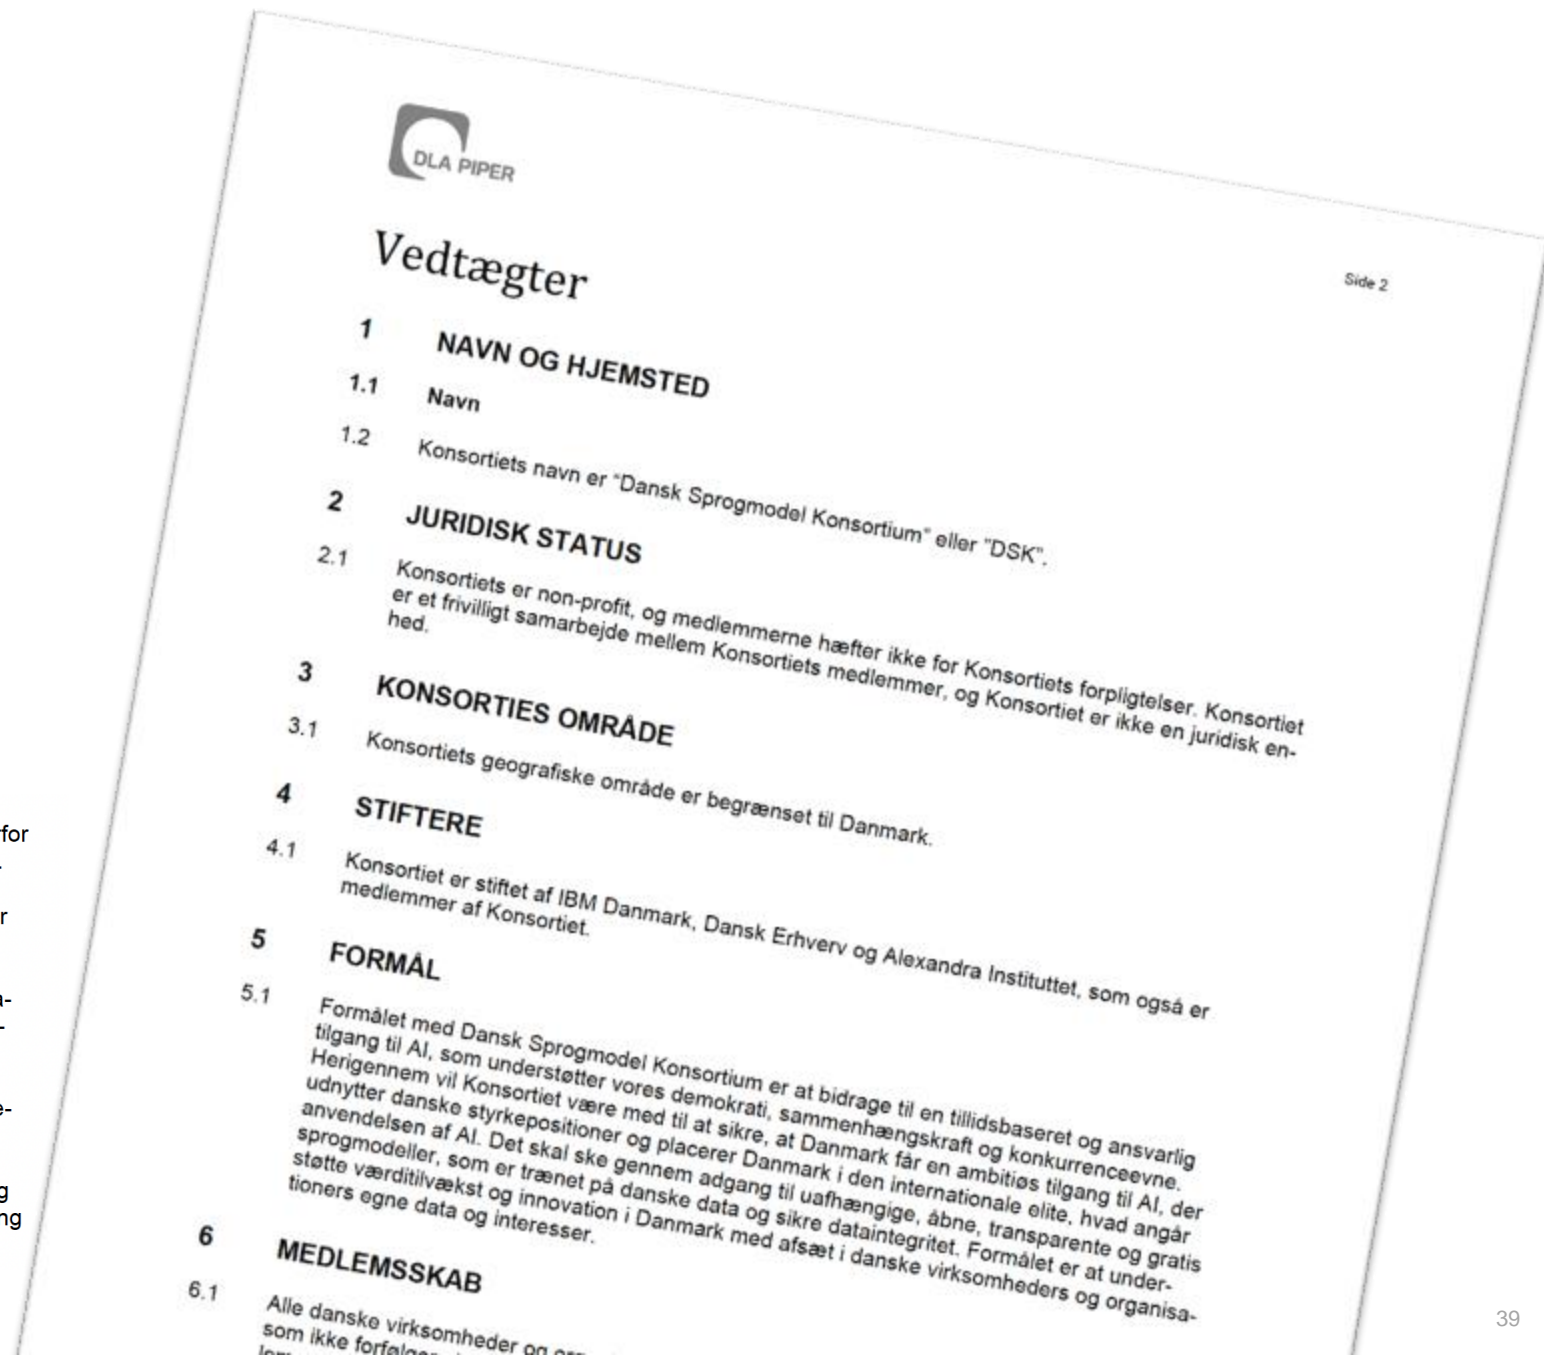 DLA PIPER
Side 2
Vedtægter
1 NAVN OG HJEMSTED
1.1 Navn
1.2 Konsortiets navn er "Dansk Sprogmodel Konsortium" eller "DSK".
2 JURIDISK STATUS
2.1 Konsortiets er non-profit, og medlemmerne hæfter ikke for Konsortiets forpligtelser. Konsortiet
er et frivilligt samarbejde mellem Konsortiets medlemmer, og Konsortiet er ikke en juridisk en-
hed.
3 KONSORTIES OMRÅDE
3.1 Konsortiets geografiske område er begrænset til Danmark.
4 STIFTERE
4.1 Konsortiet er stiftet af IBM Danmark, Dansk Erhverv og Alexandra Instituttet, som også er
medlemmer af Konsortiet.
5 FORMÅL
5.1 Formålet med Dansk Sprogmodel Konsortium er at bidrage til en tillidsbaseret og ansvarlig
tilgang til AI, som understøtter vores demokrati, sammenhængskraft og konkurrenceevne.
Herigennem vil Konsortiet være med til at sikre, at Danmark får en ambitiøs tilgang til AI, der
udnytter danske styrkepositioner og placerer Danmark i den internationale elite, hvad angår
anvendelsen af AI. Det skal ske gennem adgang til uafhængige, åbne, transparente og gratis
sprogmodeller, som er trænet på danske data og sikre dataintegritet. Formålet er at under-
støtte værditilvækst og innovation i Danmark med afsæt i danske virksomheders og organisa-
tioners egne data og interesser.
6 MEDLEMSSKAB
6.1 Alle danske virksomheder og
som ikke
39